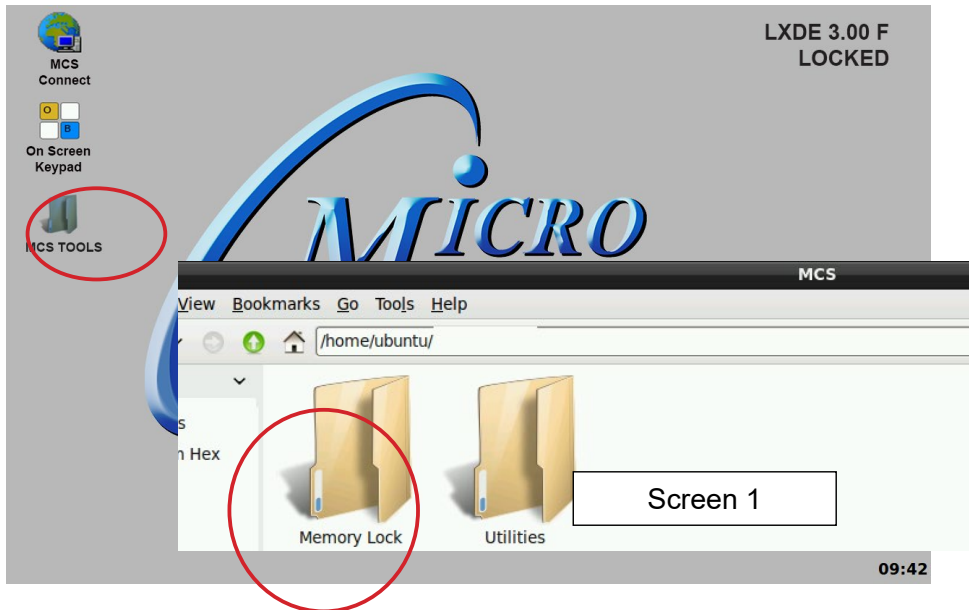 LXDE 3.00 F
LOCKED
MCS
Connect
O
B
On Screen
Keypad
MCS TOOLS
MICRO
MCS
View Bookmarks Go Tools Help
/home/ubuntu/
s
n Hex
Memory Lock
Utilities
Screen 1
09:42